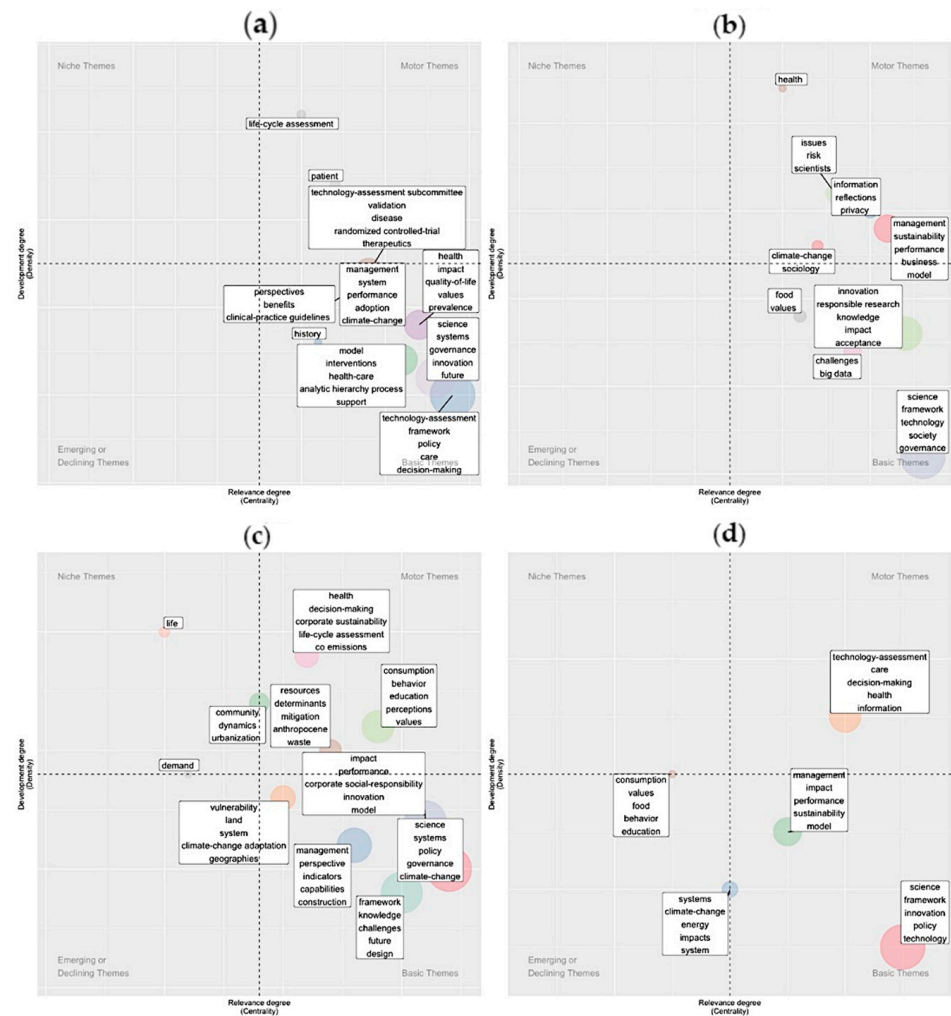 (a)
Niche Themes
Motor Themes
life-cycle assessment
patient
technology-assessment subcommittee
validation
disease
randomized controlled-trial
therapeutics
health
impact
quality-of-life
values
prevalence
management
system
performance
adoption
climate-change
perspectives
benefits
clinical-practice guidelines
history
science
systems
governance
innovation
future
model
interventions
health-care
analytic hierarchy process
support
technology-assessment
framework
policy
care
decision-making
Emerging or
Declining Themes
Basic Themes
Development degree
(Density)
Relevance degree
(Centrality)
(b)
Niche Themes
Motor Themes
health
issues
risk
scientists
information
reflections
privacy
management
sustainability
performance
business
model
climate-change
sociology
food
values
innovation
responsible research
knowledge
impact
acceptance
challenges
big data
science
framework
technology
society
governance
Emerging or
Declining Themes
Basic Themes
Development degree
(Density)
Relevance degree
(Centrality)
(c)
Niche Themes
Motor Themes
life
health
decision-making
corporate sustainability
life-cycle assessment
co emissions
consumption
behavior
education
perceptions
values
resources
determinants
mitigation
anthropocene
waste
community
dynamics
urbanization
demand
impact
performance
corporate social-responsibility
innovation
model
vulnerability
land
system
climate-change adaptation
geographies
science
systems
policy
governance
climate-change
management
perspective
indicators
capabilities
construction
framework
knowledge
challenges
future
design
Emerging or
Declining Themes
Basic Themes
Development degree
(Density)
Relevance degree
(Centrality)
(d)
Niche Themes
Motor Themes
technology-assessment
care
decision-making
health
information
consumption
values
food
behavior
education
management
impact
performance
sustainability
model
systems
climate-change
energy
impacts
system
science
framework
innovation
policy
technology
Emerging or
Declining Themes
Basic Themes
Development degree
(Density)
Relevance degree
(Centrality)